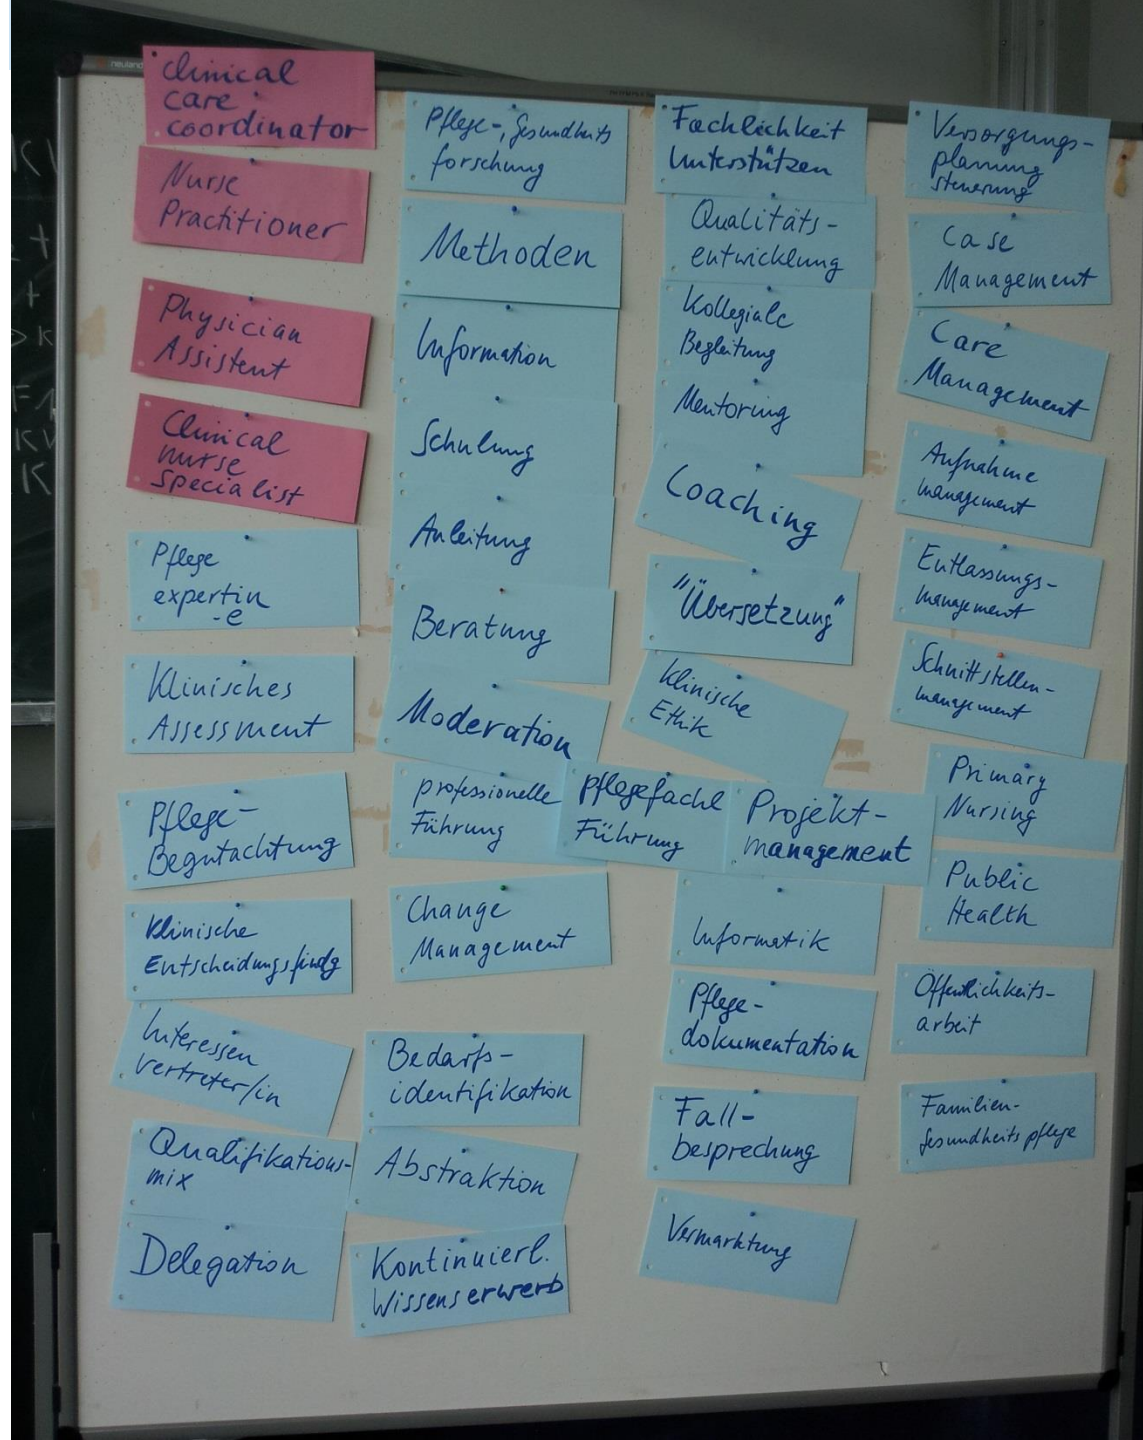 neuland
clinical
care
coordinator
Nurse
Practitioner
Physician
Assistent
Clinical
nurse
specialist
Pflege
expertin
-e
Klinisches
Assessment
Pflege-
Begutachtung
Klinische
Entscheidungsfindg
Interessen
vertreter/in
Qualifikations-
mix
Delegation
Pflege-, Gesundheits
forschung
Methoden
Information
Schulung
Anleitung
Beratung
Moderation
professionelle
Führung
Change
Management
Bedarfs-
identifikation
Abstraktion
Kontinuierl.
Wissenserwerb
Fachlichkeit
Unterstützen
Qualitäts-
entwicklung
Kollegiale
Begleitung
Mentoring
Coaching
"Übersetzung"
Klinische
Ethik
pflegefachl
Führung
Projekt-
management
Informatik
Pflege-
dokumentation
Fall-
besprechung
Vermarktung
Versorgungs-
planung
steuerung
Case
Management
Care
Management
Aufnahme
management
Entlassungs-
management
Schnittstellen-
management
Primary
Nursing
Public
Health
Öffentlichkeits-
arbeit
Familien-
gesundheitspflege